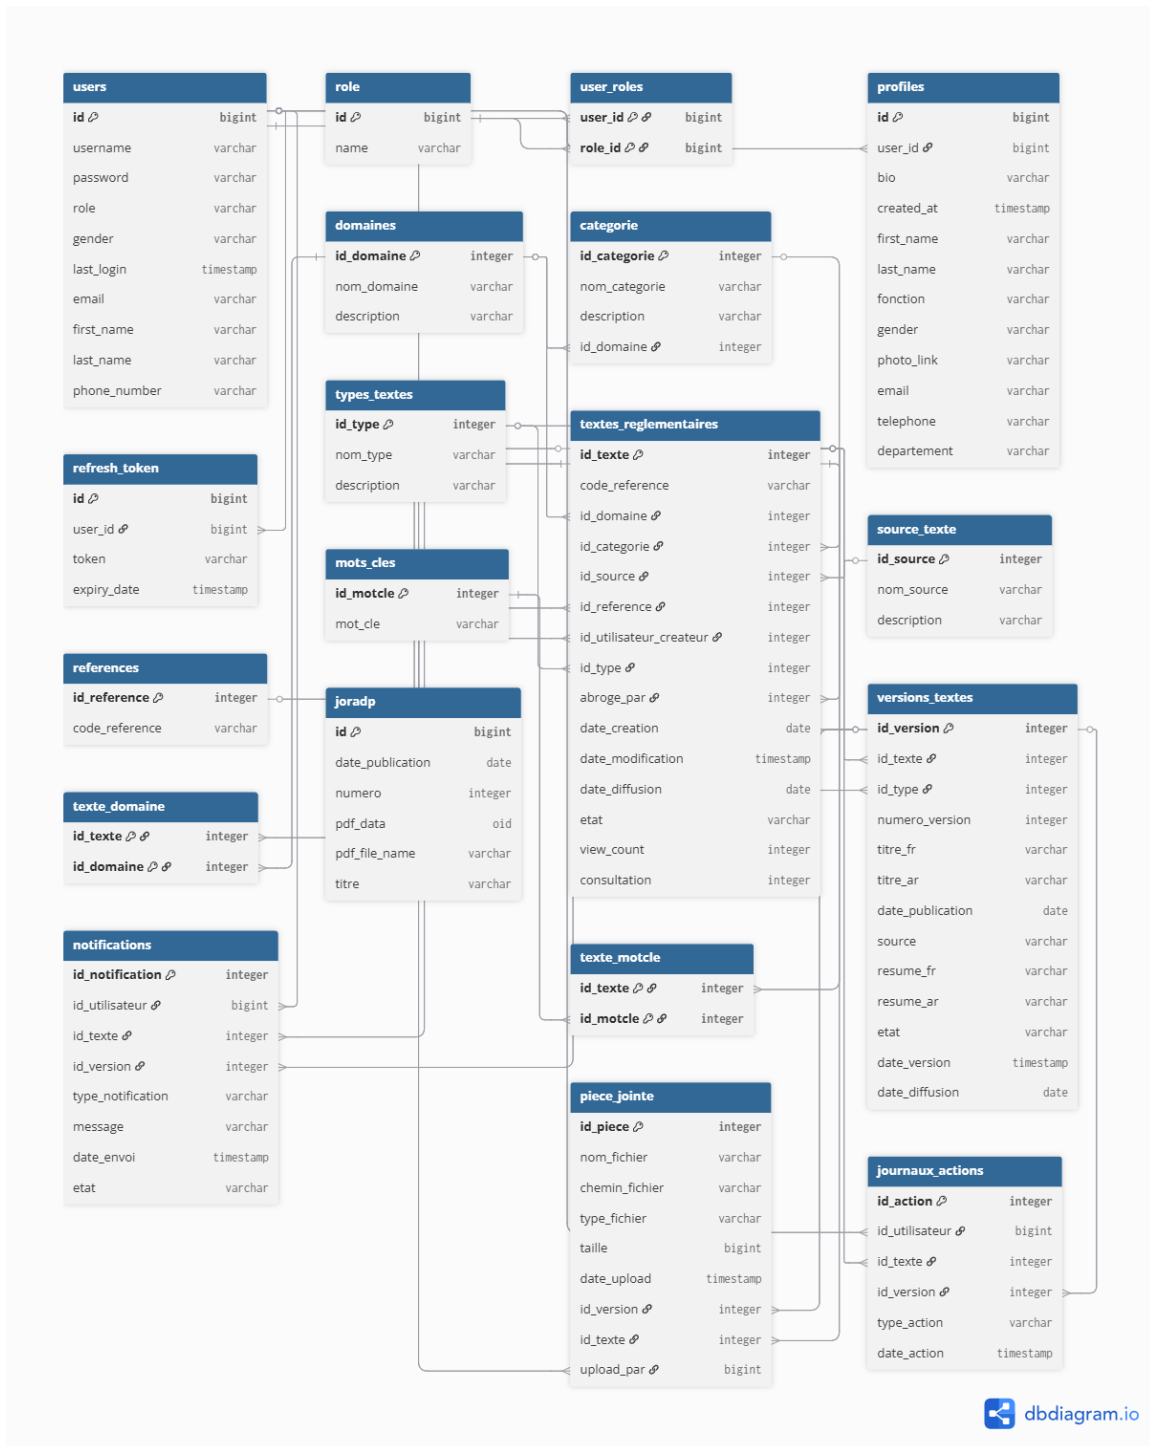 users
id bigint
username varchar
password varchar
role varchar
gender varchar
last_login timestamp
email varchar
first_name varchar
last_name varchar
phone_number varchar
refresh_token
id bigint
user_id bigint
token varchar
expiry_date timestamp
references
id_reference integer
code_reference varchar
texte_domaine
id_texte integer
id_domaine integer
notifications
id_notification integer
id_utilisateur bigint
id_texte integer
id_version integer
type_notification varchar
message varchar
date_envoi timestamp
etat varchar
role
id bigint
name varchar
domaines
id_domaine integer
nom_domaine varchar
description varchar
types_textes
id_type integer
nom_type varchar
description varchar
mots_cles
id_motcle integer
mot_cle varchar
joradp
id bigint
date_publication date
numero integer
pdf_data oid
pdf_file_name varchar
titre varchar
user_roles
user_id bigint
role_id bigint
categorie
id_categorie integer
nom_categorie varchar
description varchar
id_domaine integer
textes_reglementaires
id_texte integer
code_reference varchar
id_domaine integer
id_categorie integer
id_source integer
id_reference integer
id_utilisateur_createur integer
id_type integer
abroge_par integer
date_creation date
date_modification timestamp
date_diffusion date
etat varchar
view_count integer
consultation integer
texte_motcle
id_texte integer
id_motcle integer
piece_jointe
id_piece integer
nom_fichier varchar
chemin_fichier varchar
type_fichier varchar
taille bigint
date_upload timestamp
id_version integer
id_texte integer
upload_par bigint
profiles
id bigint
user_id bigint
bio varchar
created_at timestamp
first_name varchar
last_name varchar
fonction varchar
gender varchar
photo_link varchar
email varchar
telephone varchar
departement varchar
source_texte
id_source integer
nom_source varchar
description varchar
versions_textes
id_version integer
id_texte integer
id_type integer
numero_version integer
titre_fr varchar
titre_ar varchar
date_publication date
source varchar
resume_fr varchar
resume_ar varchar
etat varchar
date_version timestamp
date_diffusion date
journaux_actions
id_action integer
id_utilisateur bigint
id_texte integer
id_version integer
type_action varchar
date_action timestamp
dbdiagram.io